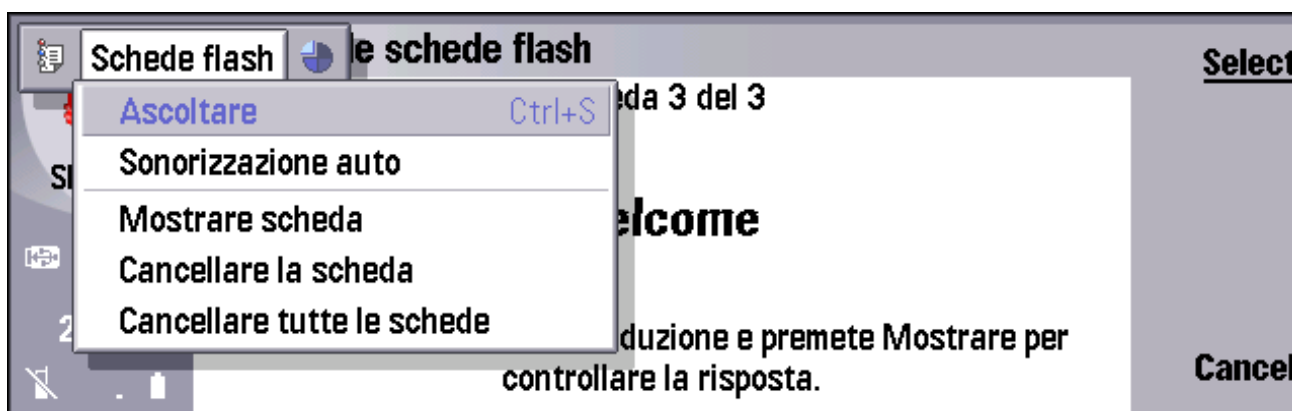 Schede flash
e schede flash
Select
Ascoltare Ctrl+S
da 3 del 3
Sonorizzazione auto
Mostrare scheda
elcome
Cancellare la scheda
Cancellare tutte le schede
duzione e premete Mostrare per
controllare la risposta.
Cancel